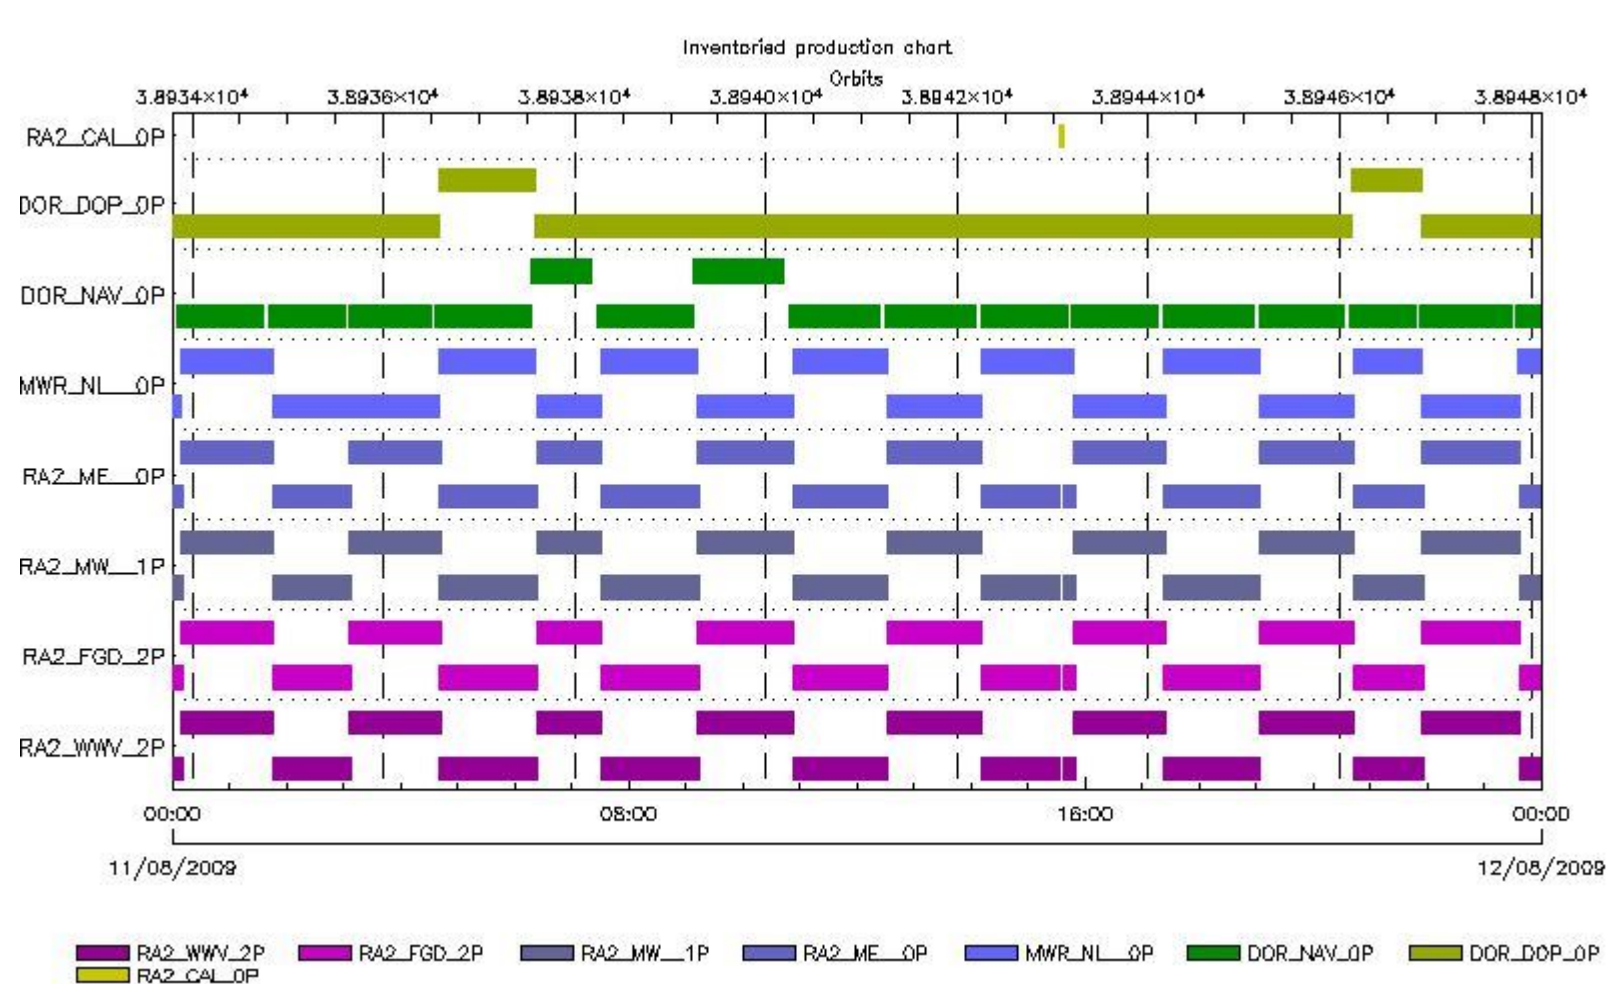 Inventoried production chart
Orbits
3.8934×10⁴ 3.8936×10⁴ 3.8938×10⁴ 3.8940×10⁴ 3.8942×10⁴ 3.8944×10⁴ 3.8946×10⁴ 3.8948×10⁴
RA2_CAL_0P
DOR_DOP_0P
DOR_NAV_0P
MWR_NL__0P
RA2_ME__0P
RA2_MW__1P
RA2_FGD_2P
RA2_WWV_2P
00:00 08:00 16:00 00:00
11/08/2009 12/08/2009
RA2_WWV_2P RA2_FGD_2P RA2_MW__1P RA2_ME__0P MWR_NL__0P DOR_NAV_0P DOR_DOP_0P
RA2_CAL_0P